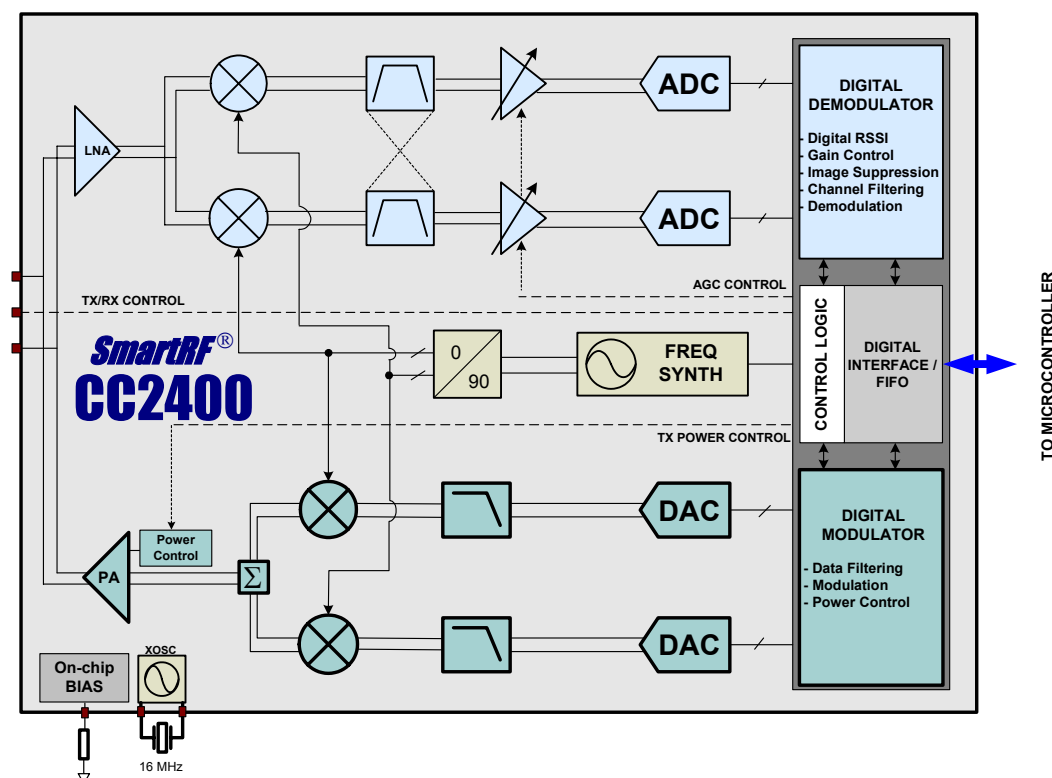 LNA
ADC
ADC
DIGITAL
DEMODULATOR
- Digital RSSI
- Gain Control
- Image Suppression
- Channel Filtering
- Demodulation
AGC CONTROL
TX/RX CONTROL
SmartRF®
CC2400
0
90
FREQ
SYNTH
CONTROL LOGIC
DIGITAL
INTERFACE /
FIFO
TO MICROCONTROLLER
TX POWER CONTROL
Power
Control
PA
Σ
DAC
DAC
DIGITAL
MODULATOR
- Data Filtering
- Modulation
- Power Control
On-chip
BIAS
XOSC
16 MHz